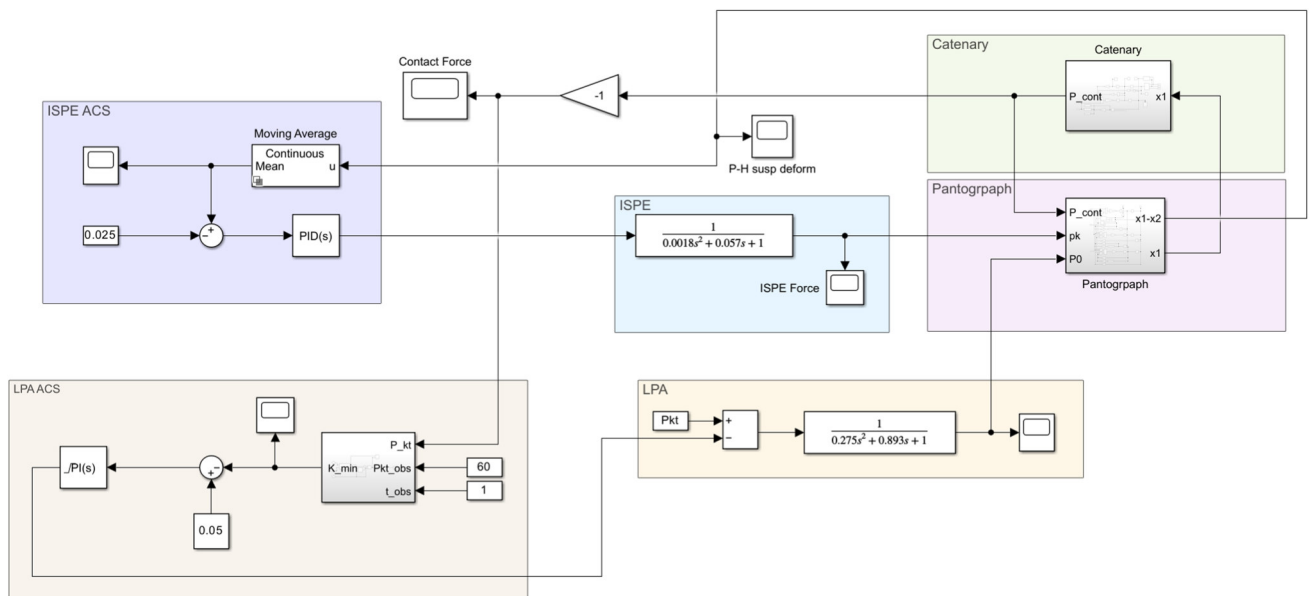 Catenary
Catenary
P_cont
x1
Contact Force
-1
ISPE ACS
Moving Average
Continuous
Mean
u
P-H susp deform
0.025
+
−
PID(s)
ISPE
1
0.0018s² + 0.057s + 1
ISPE Force
Pantogrpaph
P_cont
x1-x2
pk
P0
x1
Pantogrpaph
LPA ACS
_/PI(s)
+
−
0.05
P_kt
K_min
Pkt_obs
t_obs
60
1
LPA
Pkt
+
−
1
0.275s² + 0.893s + 1